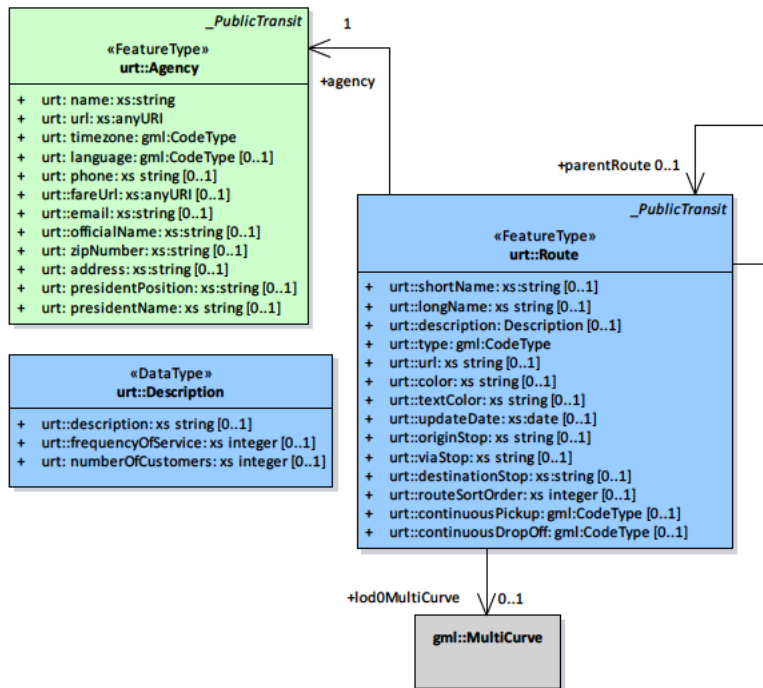 _PublicTransit
«FeatureType»
urt::Agency
+ urt: name: xs:string
+ urt: url: xs:anyURI
+ urt: timezone: gml:CodeType
+ urt: language: gml:CodeType [0..1]
+ urt: phone: xs string [0..1]
+ urt::fareUrl: xs:anyURI [0..1]
+ urt::email: xs:string [0..1]
+ urt::officialName: xs:string [0..1]
+ urt: zipNumber: xs:string [0..1]
+ urt: address: xs:string [0..1]
+ urt: presidentPosition: xs:string [0..1]
+ urt: presidentName: xs string [0..1]
1
+agency
+parentRoute 0..1
_PublicTransit
«FeatureType»
urt::Route
+ urt::shortName: xs:string [0..1]
+ urt::longName: xs string [0..1]
+ urt::description: Description [0..1]
+ urt::type: gml:CodeType
+ urt::url: xs string [0..1]
+ urt::color: xs string [0..1]
+ urt::textColor: xs string [0..1]
+ urt::updateDate: xs:date [0..1]
+ urt::originStop: xs string [0..1]
+ urt::viaStop: xs string [0..1]
+ urt::destinationStop: xs:string [0..1]
+ urt::routeSortOrder: xs integer [0..1]
+ urt::continuousPickup: gml:CodeType [0..1]
+ urt::continuousDropOff: gml:CodeType [0..1]
«DataType»
urt::Description
+ urt::description: xs string [0..1]
+ urt::frequencyOfService: xs integer [0..1]
+ urt: numberOfCustomers: xs integer [0..1]
+lod0MultiCurve 0..1
gml::MultiCurve